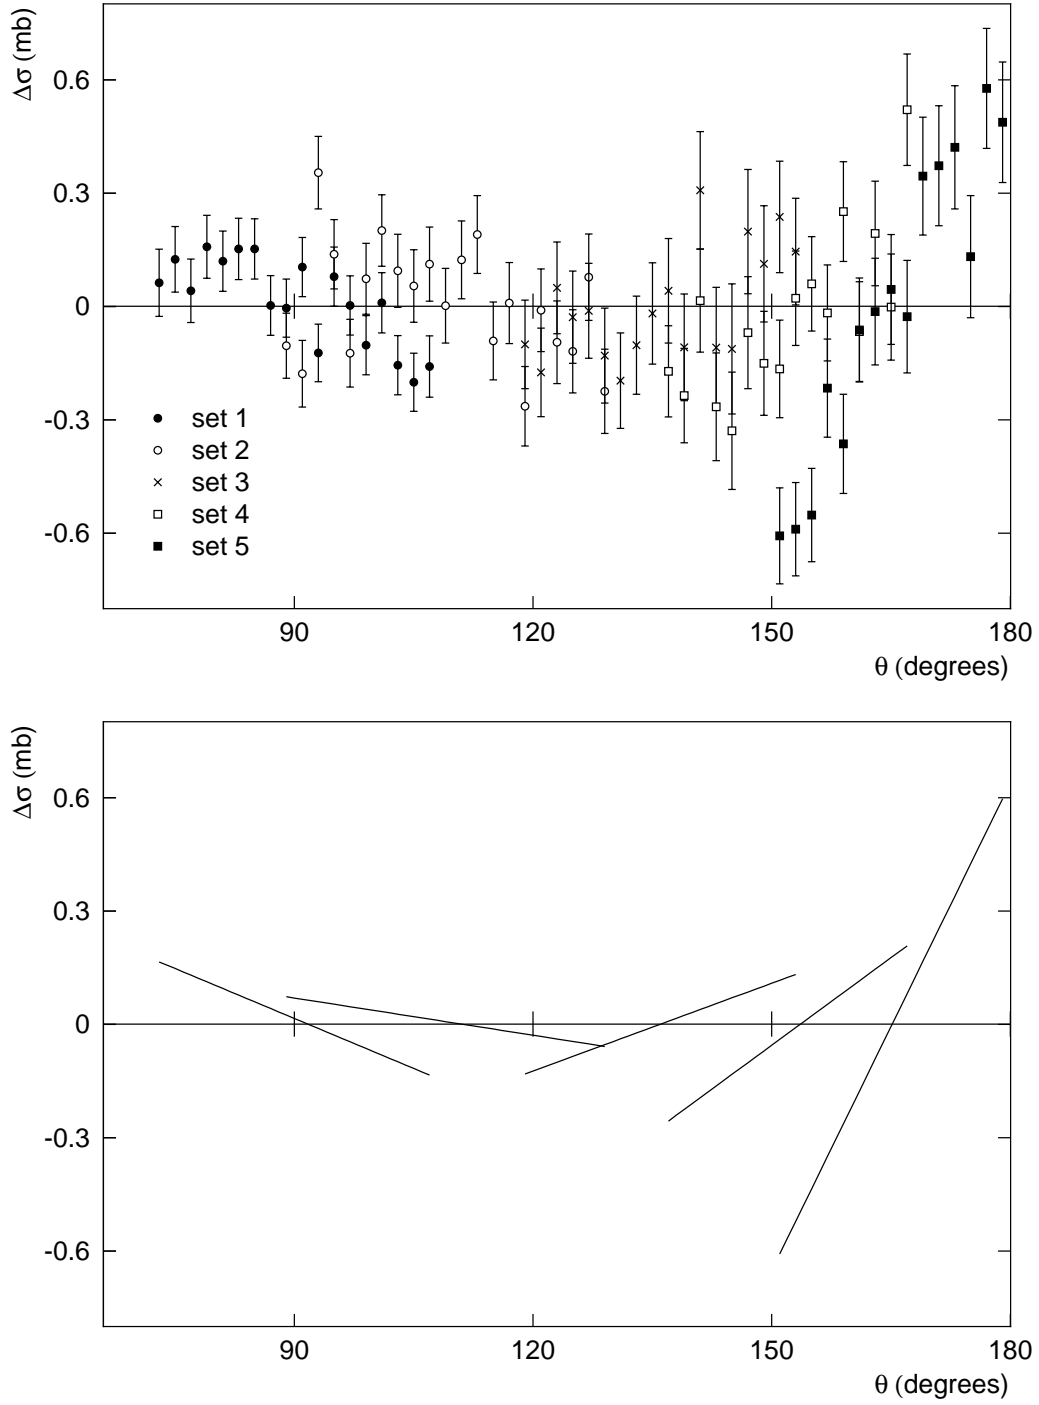 Δσ (mb)
0.6
0.3
0
-0.3
-0.6
set 1
set 2
set 3
set 4
set 5
90 120 150 180
θ (degrees)
Δσ (mb)
0.6
0.3
0
-0.3
-0.6
90 120 150 180
θ (degrees)